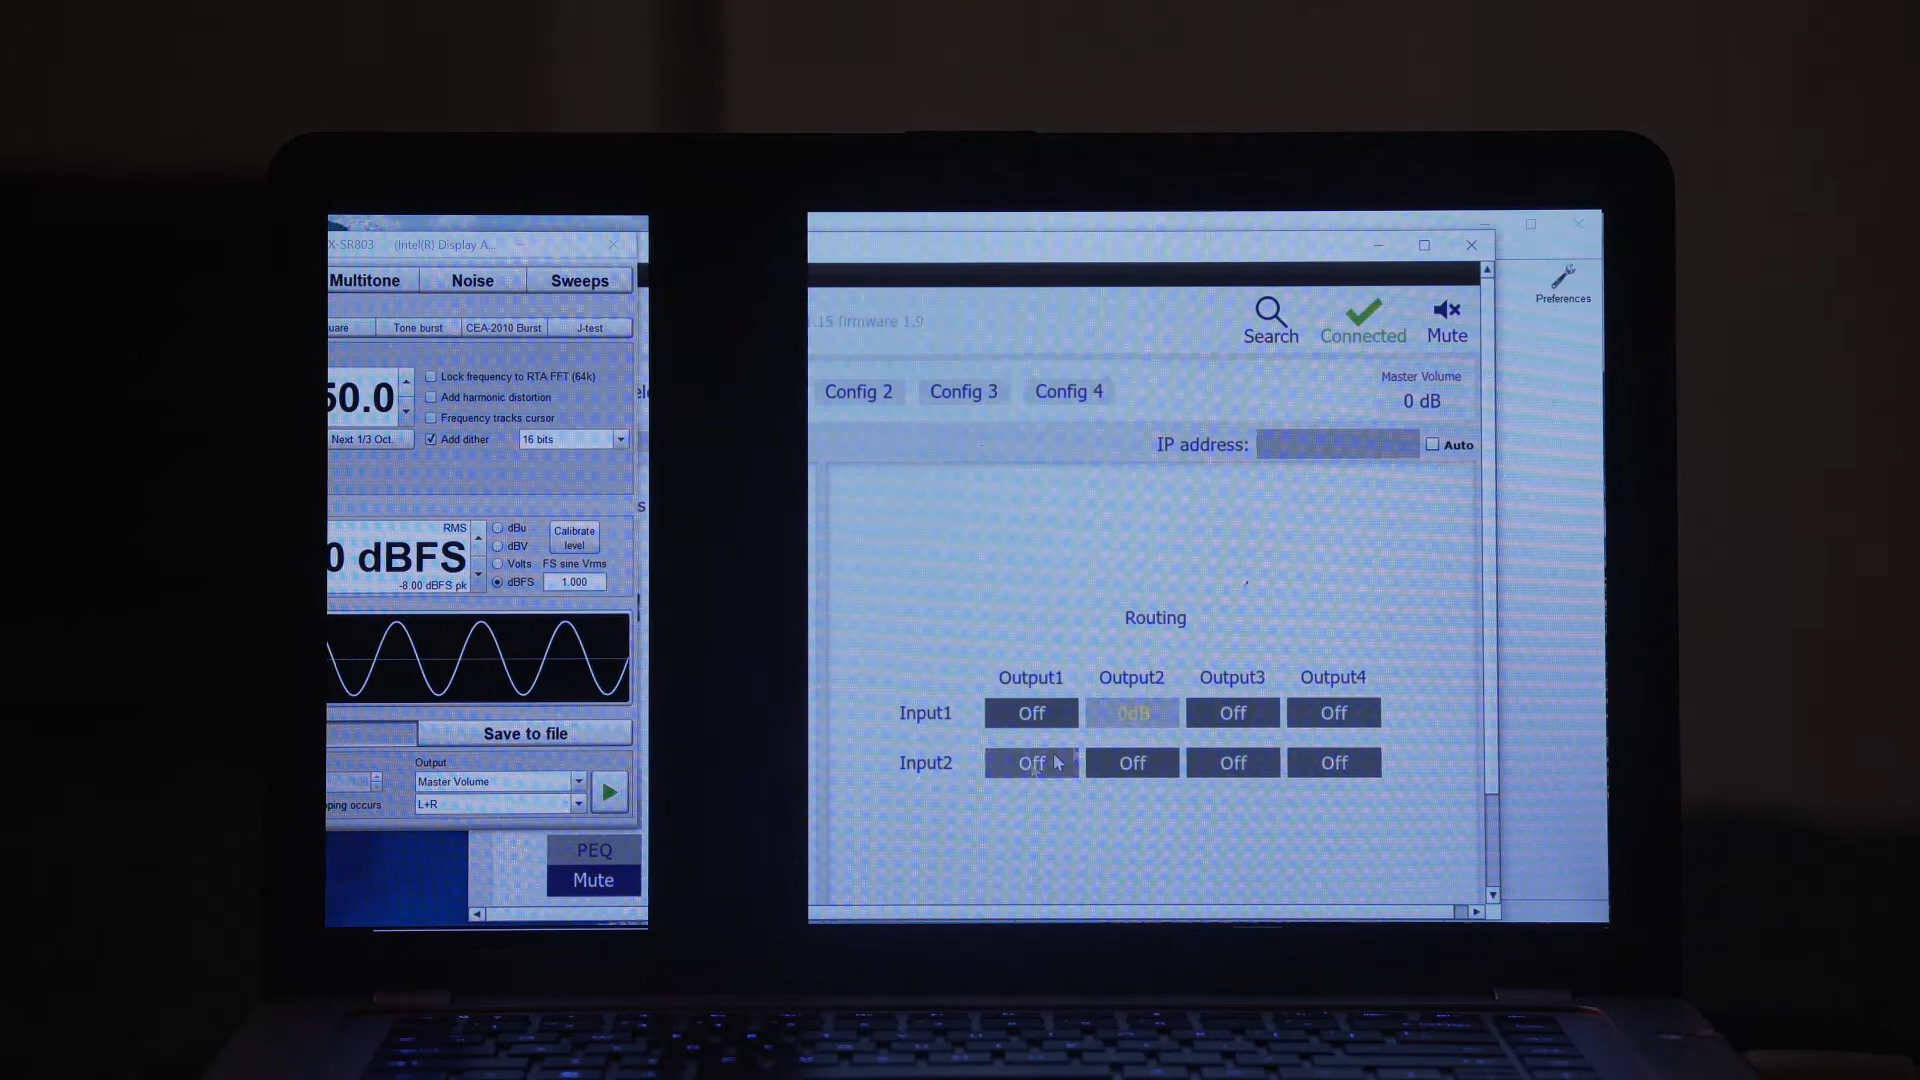 X-SR803 (Intel(R) Display A...
Multitone Noise Sweeps
uare Tone burst CEA-2010 Burst J-test
50.0
Lock frequency to RTA FFT (64k)
Add harmonic distortion
Frequency tracks cursor
Next 1/3 Oct. Add dither 16 bits
RMS
0 dBFS
-8.00 dBFS pk
dBu
dBV
Volts
dBFS
Calibrate
level
FS sine Vrms
1.000
Save to file
Output
Master Volume
ping occurs L+R
PEQ
Mute
Preferences
.15 firmware 1.9
Search Connected Mute
Config 2 Config 3 Config 4
Master Volume
0 dB
IP address: Auto
Routing
Output1 Output2 Output3 Output4
Input1 Off 0dB Off Off
Input2 Off Off Off Off